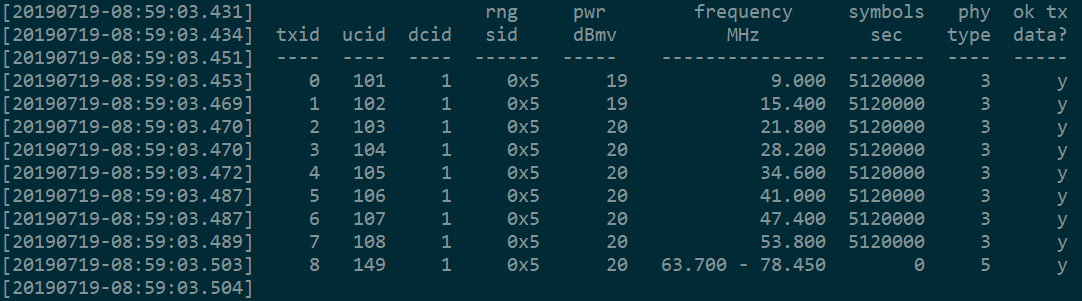 [20190719-08:59:03.431]                     rng     pwr        frequency       symbols   phy  ok tx
[20190719-08:59:03.434]  txid  ucid  dcid   sid     dBmv          MHz            sec    type  data?
[20190719-08:59:03.451]  ----  ----  ----  ------  -----    ---------------  -------  ----  -----
[20190719-08:59:03.453]     0   101     1     0x5      19              9.000  5120000     3      y
[20190719-08:59:03.469]     1   102     1     0x5      19             15.400  5120000     3      y
[20190719-08:59:03.470]     2   103     1     0x5      20             21.800  5120000     3      y
[20190719-08:59:03.470]     3   104     1     0x5      20             28.200  5120000     3      y
[20190719-08:59:03.472]     4   105     1     0x5      20             34.600  5120000     3      y
[20190719-08:59:03.487]     5   106     1     0x5      20             41.000  5120000     3      y
[20190719-08:59:03.487]     6   107     1     0x5      20             47.400  5120000     3      y
[20190719-08:59:03.489]     7   108     1     0x5      20             53.800  5120000     3      y
[20190719-08:59:03.503]     8   149     1     0x5      20    63.700 - 78.450        0     5      y
[20190719-08:59:03.504]